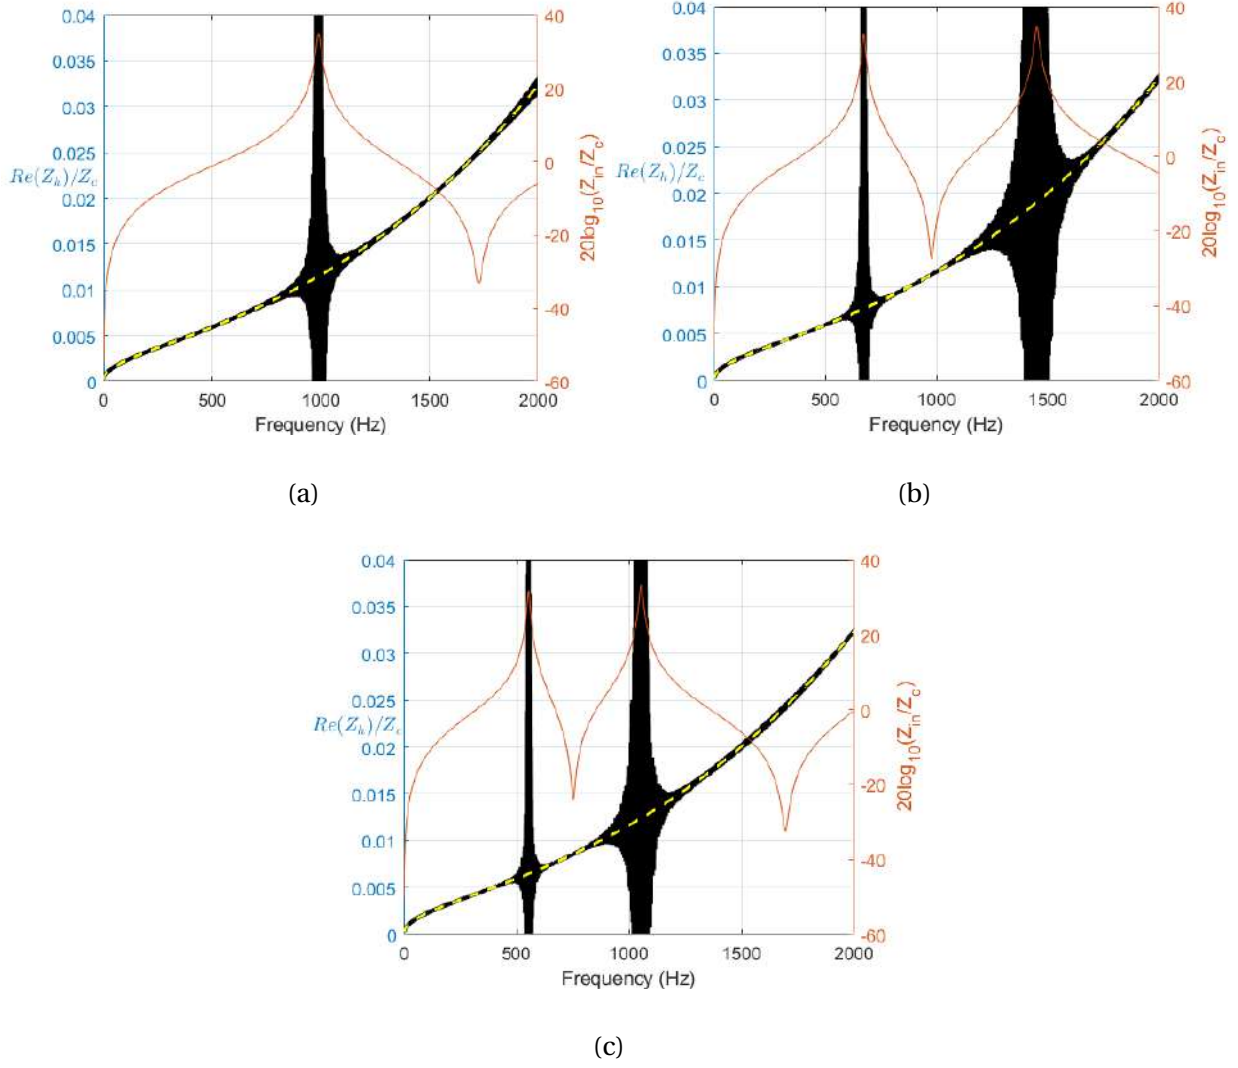 0.04 40 0.04 40
0.035 0.035
20 20
0.03 0.03
0.025 0 0.025 0
Re(Z_h)/Z_c 20log_10(Z_in/Z_c) Re(Z_h)/Z_c 20log_10(Z_in/Z_c)
0.02 0.02
0.015 -20 0.015 -20
0.01 0.01
-40 -40
0.005 0.005
0 -60 0 -60
0 500 1000 1500 2000 0 500 1000 1500 2000
Frequency (Hz) Frequency (Hz)
(a) (b)
0.04 40
0.035
20
0.03
0.025 0
Re(Z_h)/Z_c 20log_10(Z_in/Z_c)
0.02
-20
0.015
0.01
-40
0.005
0 -60
0 500 1000 1500 2000
Frequency (Hz)
(c)